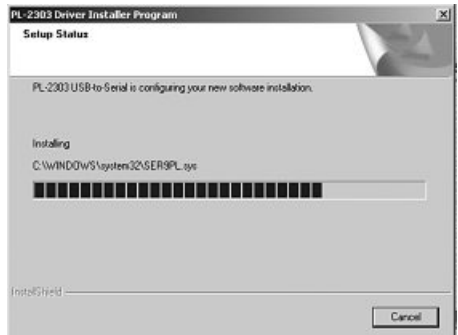 PL-2303 Driver Installer Program
Setup Status
PL-2303 USB-to-Serial is configuring your new software installation.
Installing
C:\WINDOWS\system32\SER9PL.sys
InstallShield
Cancel